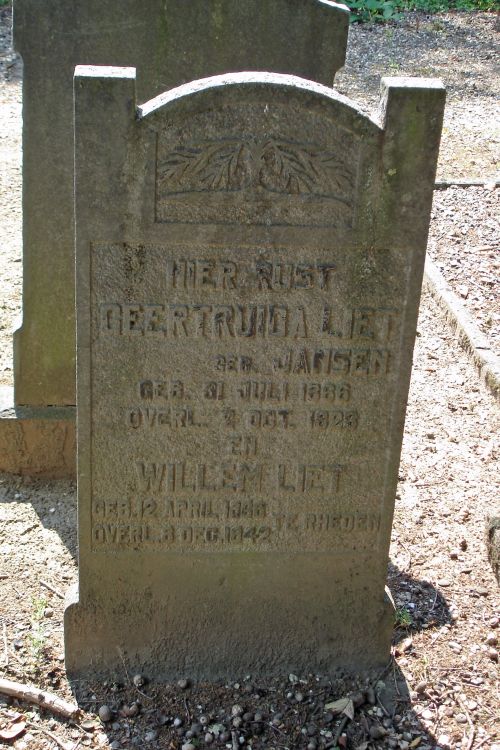 HIER RUST
GEERTRUIDA LIET
GEB. JANSEN
GEB. 31 JULI 1866
OVERL. 2 OCT. 1928
EN
WILLEM LIET
GEB. 12 APRIL 1866
OVERL. 8 DEC. 1942 TE RHEDEN